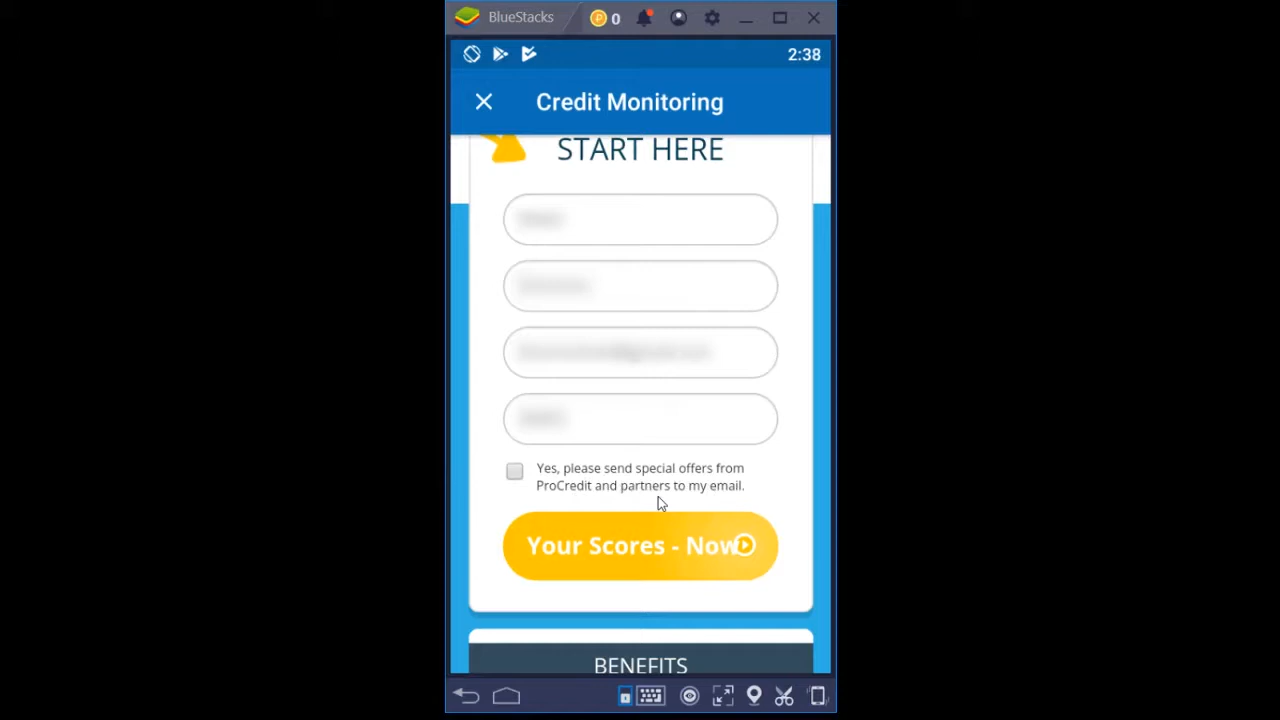 BlueStacks
0
2:38
Credit Monitoring
START HERE
Yes, please send special offers from
ProCredit and partners to my email.
Your Scores - Now
BENEFITS